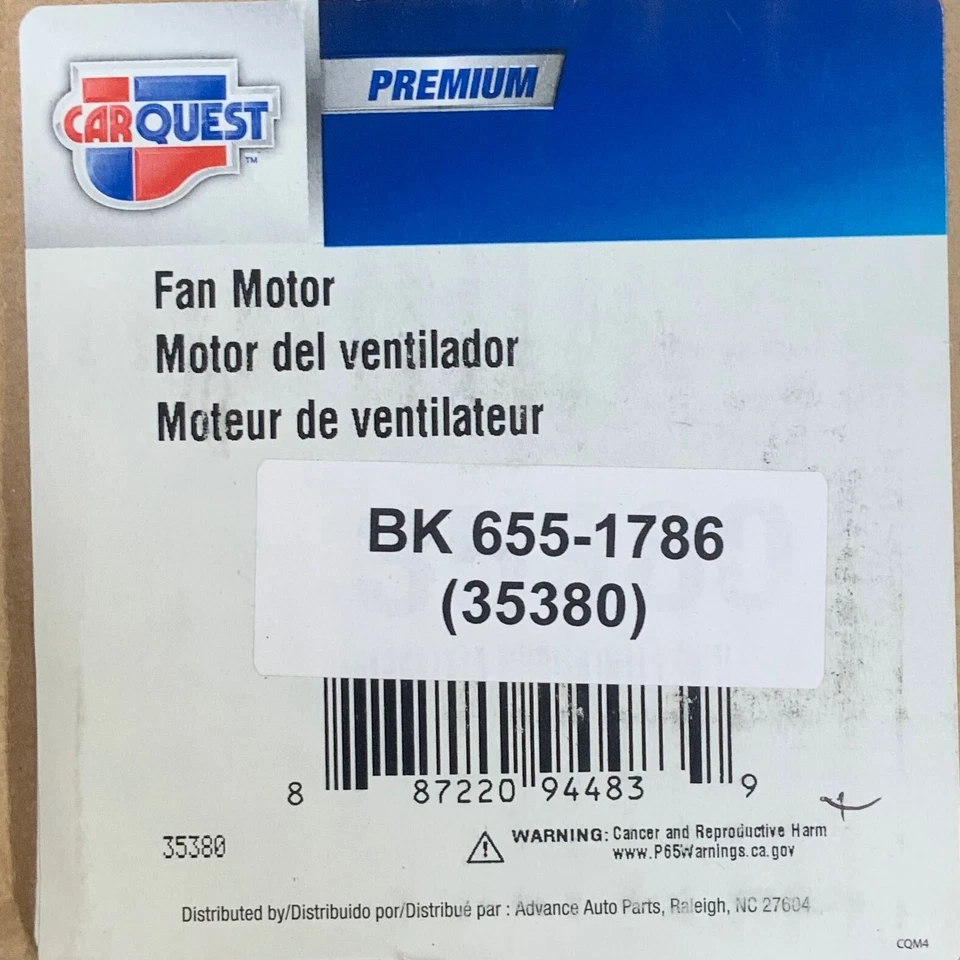 CARQUEST
TM
PREMIUM
Fan Motor
Motor del ventilador
Moteur de ventilateur
BK 655-1786
(35380)
8 87220 94483 9
35380
WARNING: Cancer and Reproductive Harm
www.P65Warnings.ca.gov
Distributed by/Distribuido por/Distribué par : Advance Auto Parts, Raleigh, NC 27604
CQM4